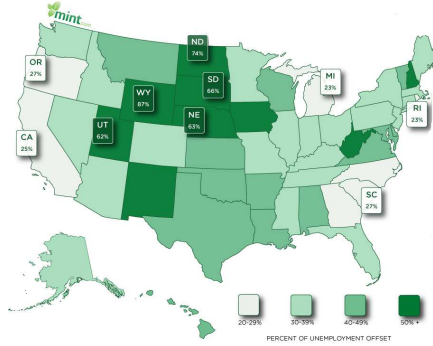 mint.com
ND
74%
OR
27%
SD
66%
MI
23%
WY
87%
NE
63%
RI
23%
UT
62%
CA
25%
SC
27%
20-29%
30-39%
40-49%
50% +
PERCENT OF UNEMPLOYMENT OFFSET